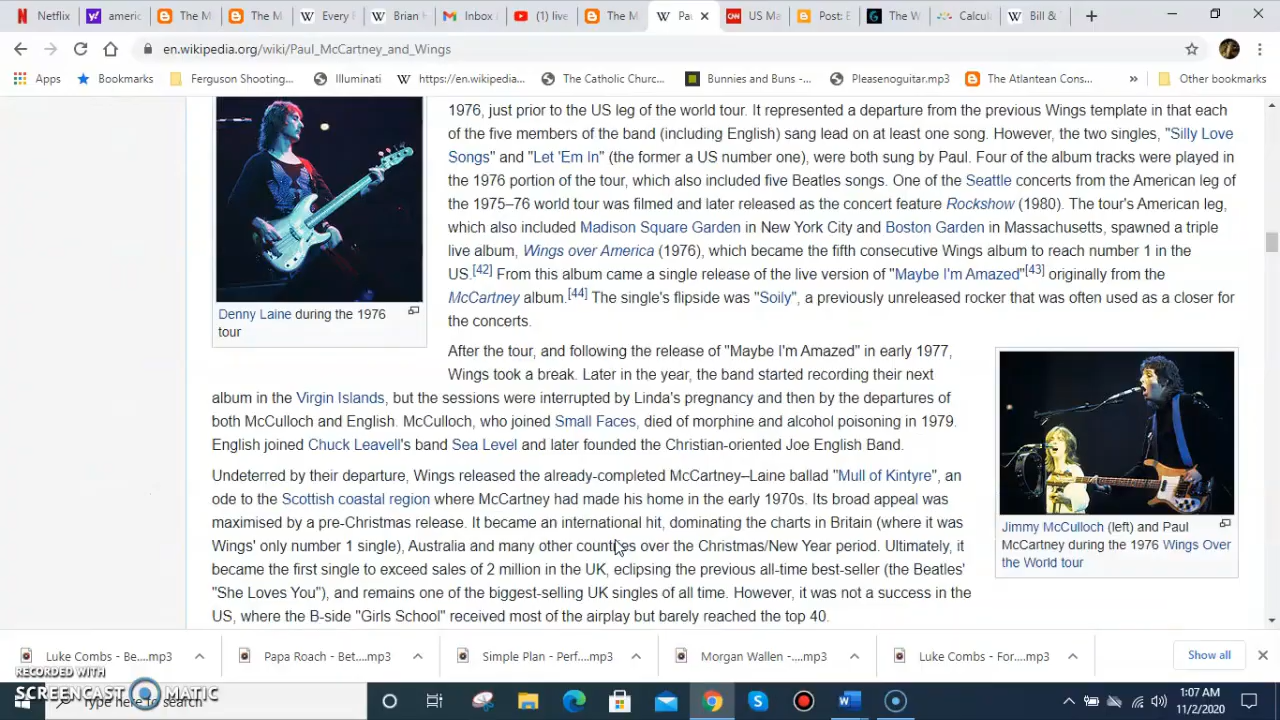 Netflix
americ
The M
The M
Every
Brian
Inbox
(1) live
The M
Pau
US Ma
Post: E
The W
Calcul
Bill &
en.wikipedia.org/wiki/Paul_McCartney_and_Wings
Apps
Bookmarks
Ferguson Shooting...
Illuminati
https://en.wikipedia...
The Catholic Churc...
Bunnies and Buns -...
Pleasenoguitar.mp3
The Atlantean Cons...
»
Other bookmarks
Denny Laine during the 1976
tour
1976, just prior to the US leg of the world tour. It represented a departure from the previous Wings template in that each
of the five members of the band (including English) sang lead on at least one song. However, the two singles, "Silly Love
Songs" and "Let 'Em In" (the former a US number one), were both sung by Paul. Four of the album tracks were played in
the 1976 portion of the tour, which also included five Beatles songs. One of the Seattle concerts from the American leg of
the 1975–76 world tour was filmed and later released as the concert feature Rockshow (1980). The tour's American leg,
which also included Madison Square Garden in New York City and Boston Garden in Massachusetts, spawned a triple
live album, Wings over America (1976), which became the fifth consecutive Wings album to reach number 1 in the
US.[42] From this album came a single release of the live version of "Maybe I'm Amazed"[43] originally from the
McCartney album.[44] The single's flipside was "Soily", a previously unreleased rocker that was often used as a closer for
the concerts.
After the tour, and following the release of "Maybe I'm Amazed" in early 1977,
Wings took a break. Later in the year, the band started recording their next
album in the Virgin Islands, but the sessions were interrupted by Linda's pregnancy and then by the departures of
both McCulloch and English. McCulloch, who joined Small Faces, died of morphine and alcohol poisoning in 1979.
English joined Chuck Leavell's band Sea Level and later founded the Christian-oriented Joe English Band.
Undeterred by their departure, Wings released the already-completed McCartney–Laine ballad "Mull of Kintyre", an
ode to the Scottish coastal region where McCartney had made his home in the early 1970s. Its broad appeal was
maximised by a pre-Christmas release. It became an international hit, dominating the charts in Britain (where it was
Wings' only number 1 single), Australia and many other countries over the Christmas/New Year period. Ultimately, it
became the first single to exceed sales of 2 million in the UK, eclipsing the previous all-time best-seller (the Beatles'
"She Loves You"), and remains one of the biggest-selling UK singles of all time. However, it was not a success in the
US, where the B-side "Girls School" received most of the airplay but barely reached the top 40.
Jimmy McCulloch (left) and Paul
McCartney during the 1976 Wings Over
the World tour
Luke Combs - Be....mp3
Papa Roach - Bet....mp3
Simple Plan - Perf....mp3
Morgan Wallen -....mp3
Luke Combs - For....mp3
Show all
RECORDED WITH
SCREENCAST MATIC
Type here to search
1:07 AM
11/2/2020